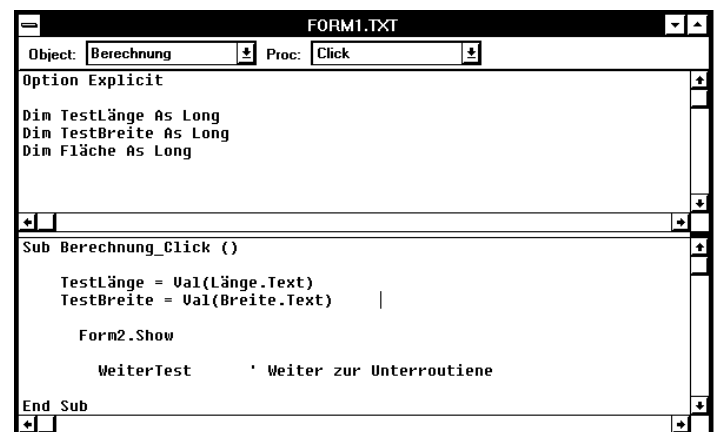 FORM1.TXT
Object: Berechnung Proc: Click
Option Explicit
Dim TestLänge As Long
Dim TestBreite As Long
Dim Fläche As Long
Sub Berechnung_Click ()
TestLänge = Val(Länge.Text)
TestBreite = Val(Breite.Text)
Form2.Show
WeiterTest ' Weiter zur Unterroutiene
End Sub